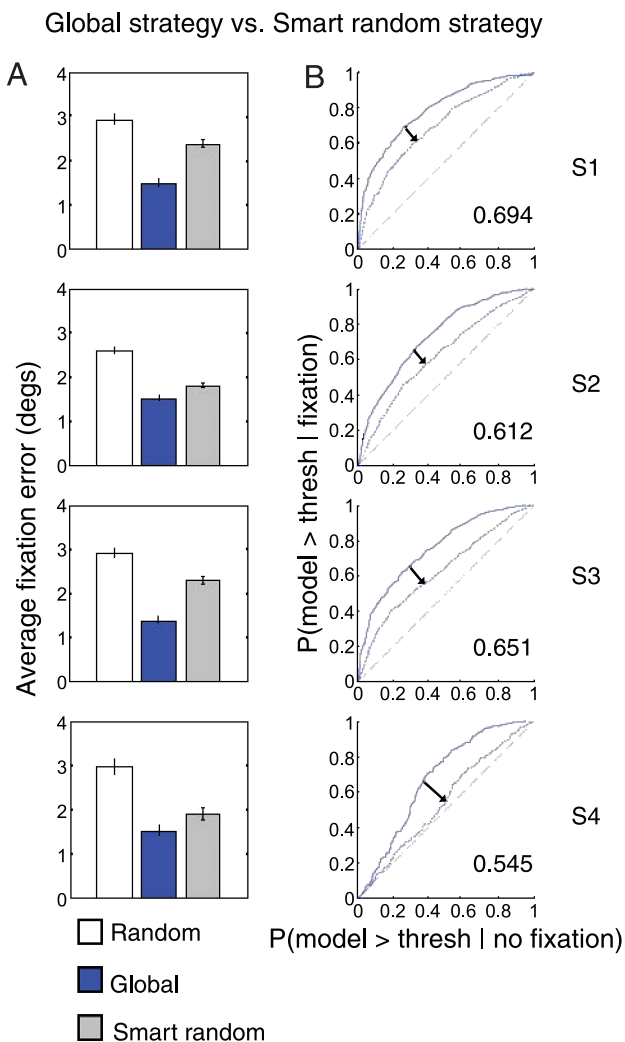 Global strategy vs. Smart random strategy
A
B
Average fixation error (degs)
4
3
2
1
0
P(model > thresh | fixation)
1
0.8
0.6
0.4
0.2
0
0 0.2 0.4 0.6 0.8 1
0.694
S1
4
3
2
1
0
1
0.8
0.6
0.4
0.2
0
0 0.2 0.4 0.6 0.8 1
0.612
S2
4
3
2
1
0
1
0.8
0.6
0.4
0.2
0
0 0.2 0.4 0.6 0.8 1
0.651
S3
4
3
2
1
0
1
0.8
0.6
0.4
0.2
0
0 0.2 0.4 0.6 0.8 1
0.545
S4
P(model > thresh | no fixation)
Random
Global
Smart random